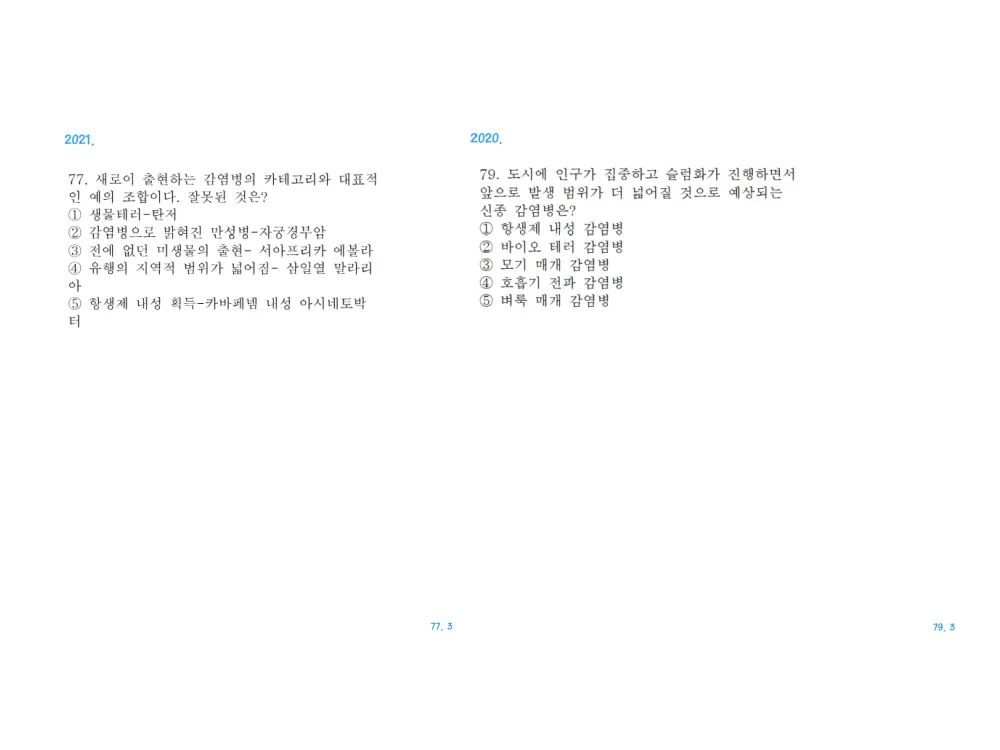 2021.
77. 새로이 출현하는 감염병의 카테고리와 대표적
인 예의 조합이다. 잘못된 것은?
① 생물테러-탄저
② 감염병으로 밝혀진 만성병-자궁경부암
③ 전에 없던 미생물의 출현- 서아프리카 에볼라
④ 유행의 지역적 범위가 넓어짐- 삼일열 말라리
아
⑤ 항생제 내성 획득-카바페넴 내성 아시네토박
터
77. 3
2020.
79. 도시에 인구가 집중하고 슬럼화가 진행하면서
앞으로 발생 범위가 더 넓어질 것으로 예상되는
신종 감염병은?
① 항생제 내성 감염병
② 바이오 테러 감염병
③ 모기 매개 감염병
④ 호흡기 전파 감염병
⑤ 벼룩 매개 감염병
79. 3